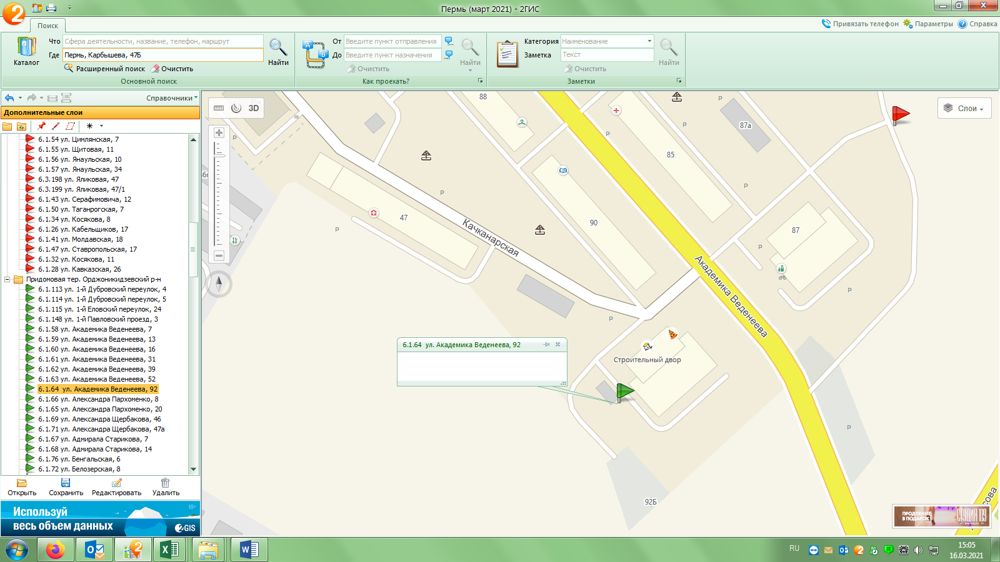 Пермь (март 2021) - 2ГИС
Поиск
Привязать телефон
Параметры
Справка
Каталог
Что
Сфера деятельности, название, телефон, маршрут
Где
Пермь, Карбышева, 47Б
Расширенный поиск
Очистить
Найти
Основной поиск
От
Введите пункт отправления
До
Введите пункт назначения
Очистить
Найти
Как проехать?
Категория
Наименование
Заметка
Текст
Очистить
Найти
Заметки
Справочники
Дополнительные слои
6.1.54 ул. Цимлянская, 7
6.1.55 ул. Щитовая, 11
6.1.56 ул. Янаульская, 10
6.1.57 ул. Янаульская, 34
6.3.198 ул. Яликовая, 47
6.3.199 ул. Яликовая, 47/1
6.1.43 ул. Серафимовича, 12
6.1.50 ул. Таганрогская, 7
6.1.34 ул. Косякова, 8
6.1.26 ул. Кабельщиков, 17
6.1.41 ул. Молдавская, 18
6.1.47 ул. Ставропольская, 17
6.1.32 ул. Косякова, 11
6.1.28 ул. Кавказская, 26
Придомовая тер. Орджоникидзевский р-н
6.1.113 ул. 1-й Дубровский переулок, 4
6.1.114 ул. 1-й Дубровский переулок, 5
6.1.115 ул. 1-й Еловский переулок, 24
6.1.148 ул. 1-й Павловский проезд, 3
6.1.58 ул. Академика Веденеева, 7
6.1.59 ул. Академика Веденеева, 13
6.1.60 ул. Академика Веденеева, 16
6.1.61 ул. Академика Веденеева, 31
6.1.62 ул. Академика Веденеева, 39
6.1.63 ул. Академика Веденеева, 52
6.1.64 ул. Академика Веденеева, 92
6.1.66 ул. Александра Пархоменко, 8
6.1.65 ул. Александра Пархоменко, 20
6.1.69 ул. Александра Щербакова, 46
6.1.71 ул. Александра Щербакова, 47а
6.1.67 ул. Адмирала Старикова, 7
6.1.68 ул. Адмирала Старикова, 14
6.1.76 ул. Бенгальская, 6
6.1.72 ул. Белозерская, 8
Открыть
Сохранить
Редактировать
Удалить
Используй
весь объем данных
18+
2GIS
3D
Слои
86а
88
87а
85
90
47
87
Качканарская
Академика Веденеева
6.1.64 ул. Академика Веденеева, 92
Строительный двор
92Б
ПРОДЛЕНИЕ
В ПОДАРОК
СТУДИЯ 109
RU
15:05
16.03.2021